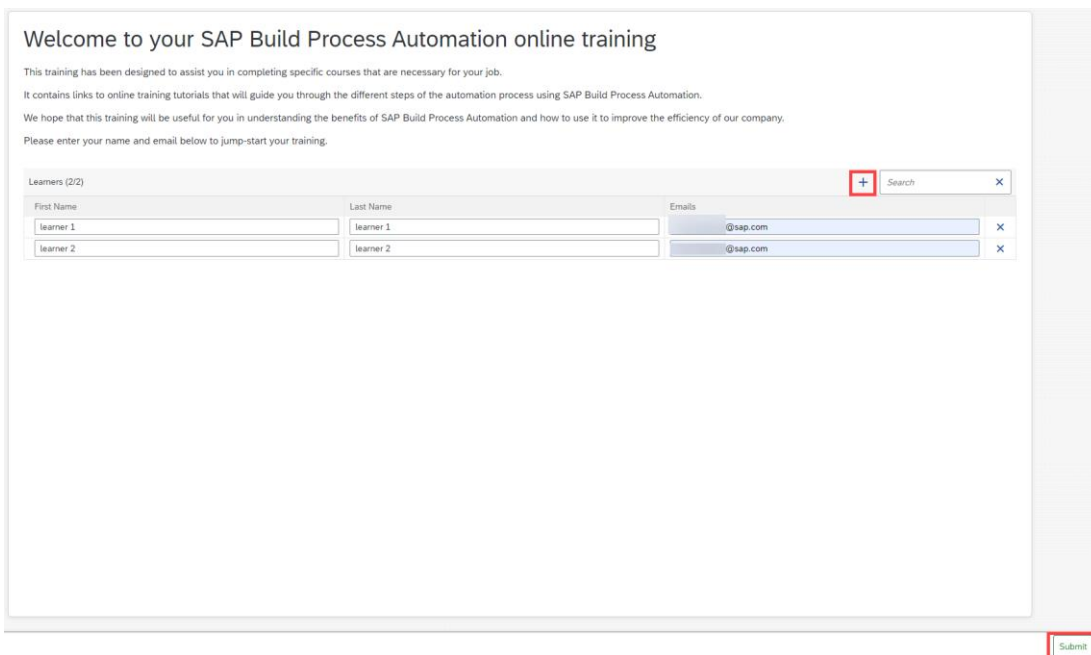 Welcome to your SAP Build Process Automation online training
This training has been designed to assist you in completing specific courses that are necessary for your job.
It contains links to online training tutorials that will guide you through the different steps of the automation process using SAP Build Process Automation.
We hope that this training will be useful for you in understanding the benefits of SAP Build Process Automation and how to use it to improve the efficiency of our company.
Please enter your name and email below to jump-start your training.
Learners (2/2) + Search ×
First Name Last Name Emails
learner 1 learner 1 @sap.com ×
learner 2 learner 2 @sap.com ×
Submit